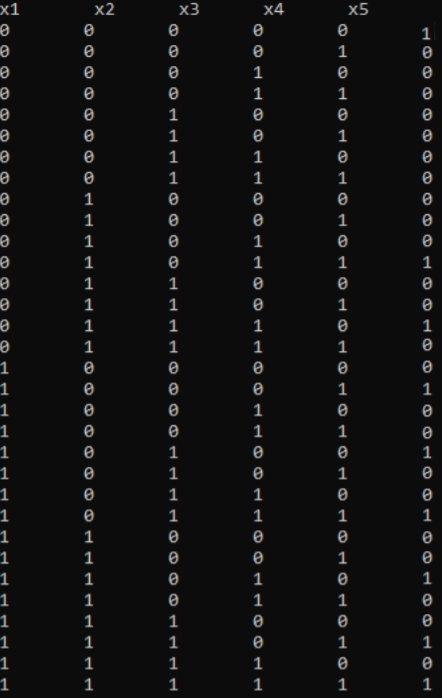 x1 x2 x3 x4 x5
0 0 0 0 0 1
0 0 0 0 1 0
0 0 0 1 0 0
0 0 0 1 1 0
0 0 1 0 0 0
0 0 1 0 1 0
0 0 1 1 0 0
0 0 1 1 1 0
0 1 0 0 0 0
0 1 0 0 1 0
0 1 0 1 0 0
0 1 0 1 1 1
0 1 1 0 0 0
0 1 1 0 1 0
0 1 1 1 0 1
0 1 1 1 1 0
1 0 0 0 0 0
1 0 0 0 1 1
1 0 0 1 0 0
1 0 0 1 1 0
1 0 1 0 0 1
1 0 1 0 1 0
1 0 1 1 0 0
1 0 1 1 1 1
1 1 0 0 0 0
1 1 0 0 1 0
1 1 0 1 0 1
1 1 0 1 1 0
1 1 1 0 0 0
1 1 1 0 1 1
1 1 1 1 0 0
1 1 1 1 1 1